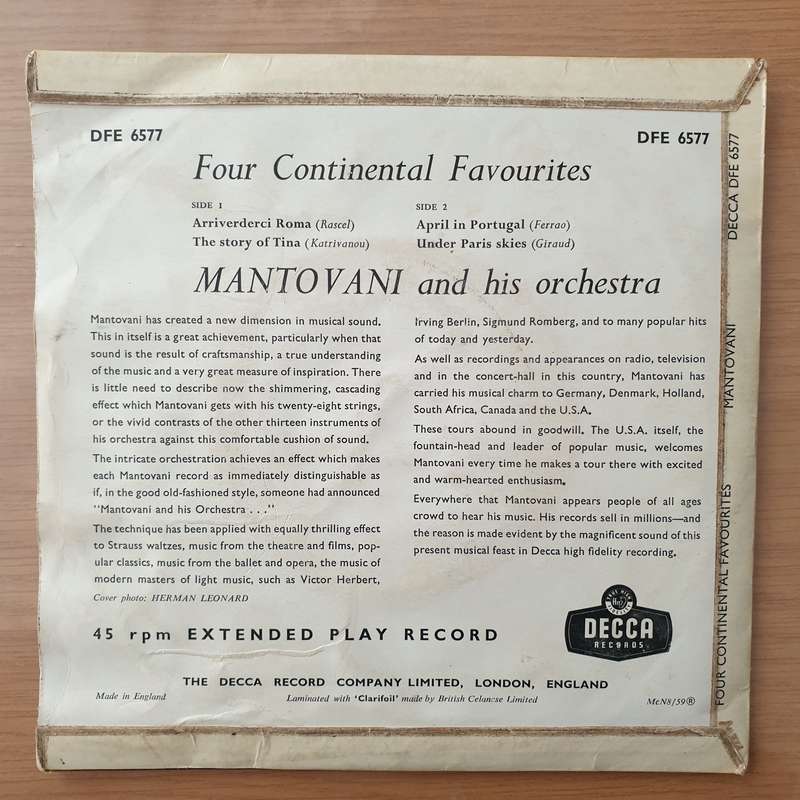 DFE 6577
DFE 6577
Four Continental Favourites
SIDE 1
Arriverderci Roma (Rascel)
The story of Tina (Katrivanou)
SIDE 2
April in Portugal (Ferrao)
Under Paris skies (Giraud)
MANTOVANI and his orchestra
Mantovani has created a new dimension in musical sound.
This in itself is a great achievement, particularly when that
sound is the result of craftsmanship, a true understanding
of the music and a very great measure of inspiration. There
is little need to describe now the shimmering, cascading
effect which Mantovani gets with his twenty-eight strings,
or the vivid contrasts of the other thirteen instruments of
his orchestra against this comfortable cushion of sound.
The intricate orchestration achieves an effect which makes
each Mantovani record as immediately distinguishable as
if, in the good old-fashioned style, someone had announced
"Mantovani and his Orchestra . . ."
The technique has been applied with equally thrilling effect
to Strauss waltzes, music from the theatre and films, pop-
ular classics, music from the ballet and opera, the music of
modern masters of light music, such as Victor Herbert,
Irving Berlin, Sigmund Romberg, and to many popular hits
of today and yesterday.
As well as recordings and appearances on radio, television
and in the concert-hall in this country, Mantovani has
carried his musical charm to Germany, Denmark, Holland,
South Africa, Canada and the U.S.A.
These tours abound in goodwill. The U.S.A. itself, the
fountain-head and leader of popular music, welcomes
Mantovani every time he makes a tour there with excited
and warm-hearted enthusiasm.
Everywhere that Mantovani appears people of all ages
crowd to hear his music. His records sell in millions—and
the reason is made evident by the magnificent sound of this
present musical feast in Decca high fidelity recording.
Cover photo: HERMAN LEONARD
45 rpm EXTENDED PLAY RECORD
DECCA
RECORDS
THE DECCA RECORD COMPANY LIMITED, LONDON, ENGLAND
Made in England
Laminated with 'Clarifoil' made by British Celanese Limited
McN8/59®
FOUR CONTINENTAL FAVOURITES
MANTOVANI
DECCA DFE 6577